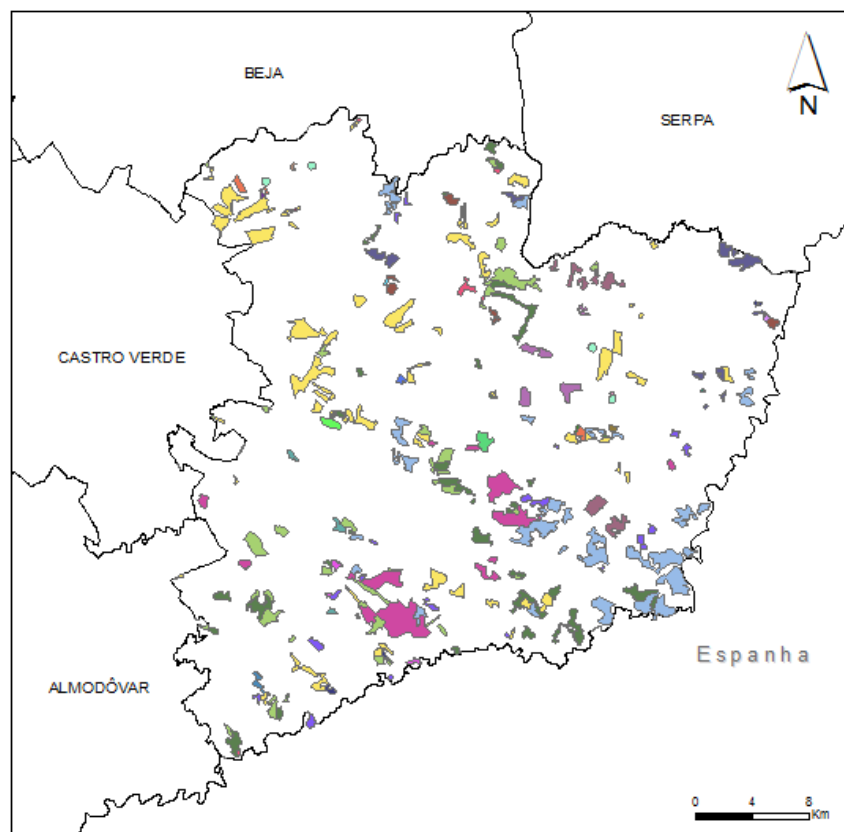 BEJA
N
SERPA
CASTRO VERDE
Espanha
ALMODÔVAR
0 4 8
Km